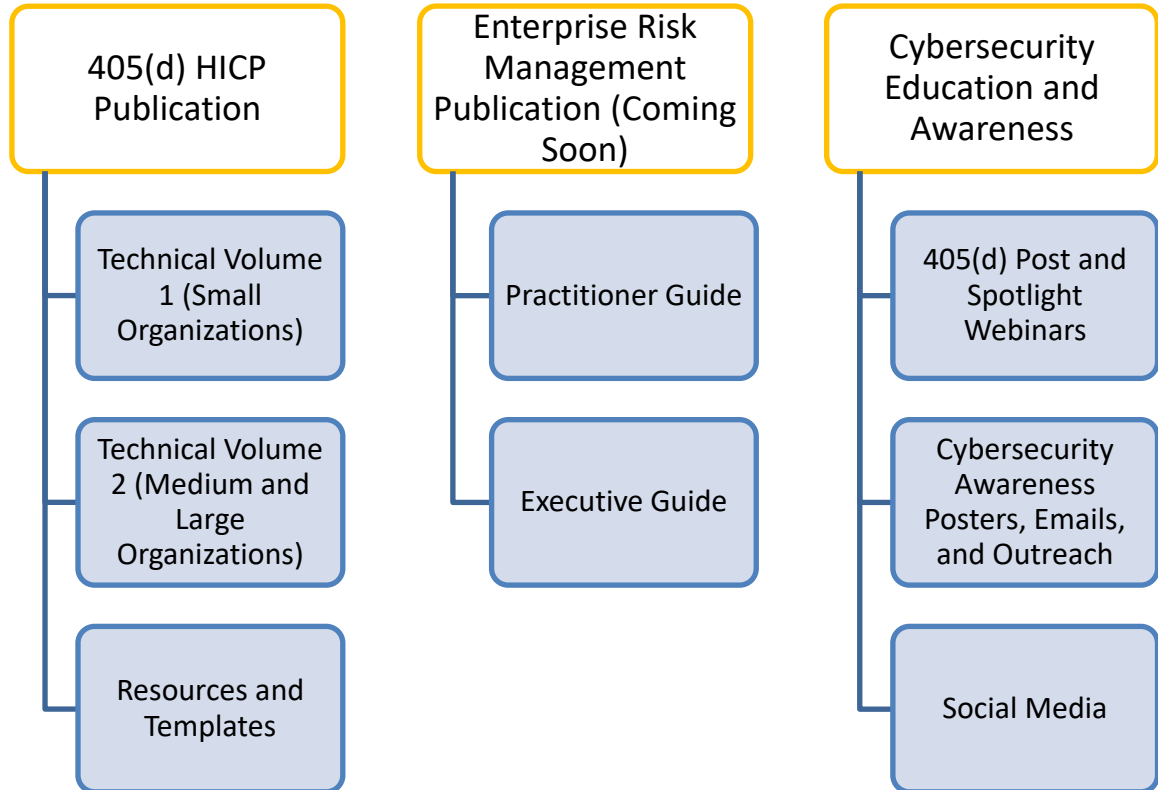 405(d) HICP
Publication
Technical Volume
1 (Small
Organizations)
Technical Volume
2 (Medium and
Large
Organizations)
Resources and
Templates
Enterprise Risk
Management
Publication (Coming
Soon)
Practitioner Guide
Executive Guide
Cybersecurity
Education and
Awareness
405(d) Post and
Spotlight
Webinars
Cybersecurity
Awareness
Posters, Emails,
and Outreach
Social Media